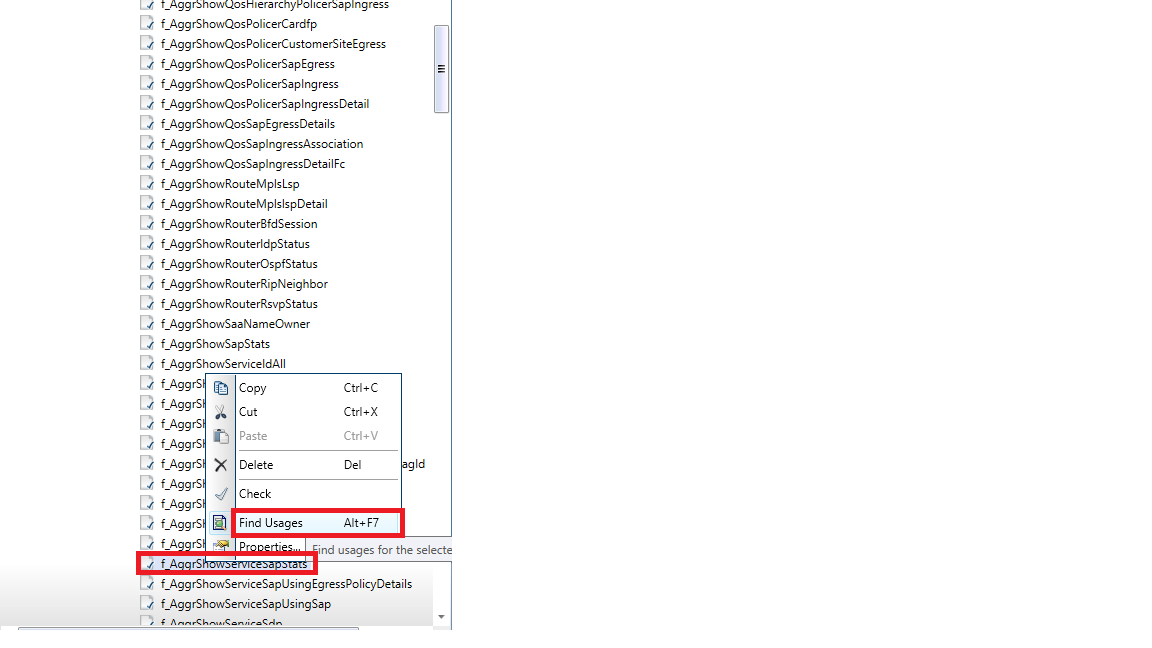 f_AggrShowQosHierarchyPolicerSapIngress
f_AggrShowQosPolicerCardfp
f_AggrShowQosPolicerCustomerSiteEgress
f_AggrShowQosPolicerSapEgress
f_AggrShowQosPolicerSapIngress
f_AggrShowQosPolicerSapIngressDetail
f_AggrShowQosSapEgressDetails
f_AggrShowQosSapIngressAssociation
f_AggrShowQosSapIngressDetailFc
f_AggrShowRouteMplsLsp
f_AggrShowRouteMplslspDetail
f_AggrShowRouterBfdSession
f_AggrShowRouterldpStatus
f_AggrShowRouterOspfStatus
f_AggrShowRouterRipNeighbor
f_AggrShowRouterRsvpStatus
f_AggrShowSaaNameOwner
f_AggrShowSapStats
f_AggrShowServiceIdAll
f_AggrSh
Copy Ctrl+C
f_AggrSh
Cut Ctrl+X
f_AggrSh
Paste Ctrl+V
f_AggrSh
f_AggrSh
Delete Del
agId
f_AggrSh
Check
f_AggrSh
f_AggrSh
Find Usages Alt+F7
f_AggrSh
Properties...
Find usages for the selecte
f_AggrShowServiceSapStats
f_AggrShowServiceSapUsingEgressPolicyDetails
f_AggrShowServiceSapUsingSap
f_AggrShowServiceSdp